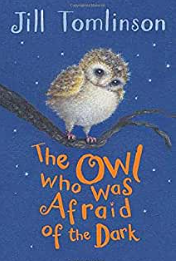 Jill Tomlinson
The Owl
Who was
Afraid
of the Dark